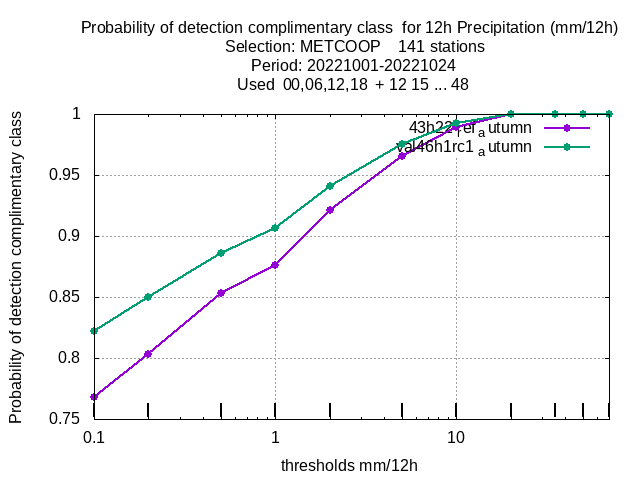 Probability of detection complimentary class  for 12h Precipitation (mm/12h)
Selection: METCOOP    141 stations
Period: 20221001-20221024
Used  00,06,12,18  + 12 15 ... 48
Probability of detection complimentary class
1
0.95
0.9
0.85
0.8
0.75
0.1
1
10
utumn
utumn
thresholds mm/12h